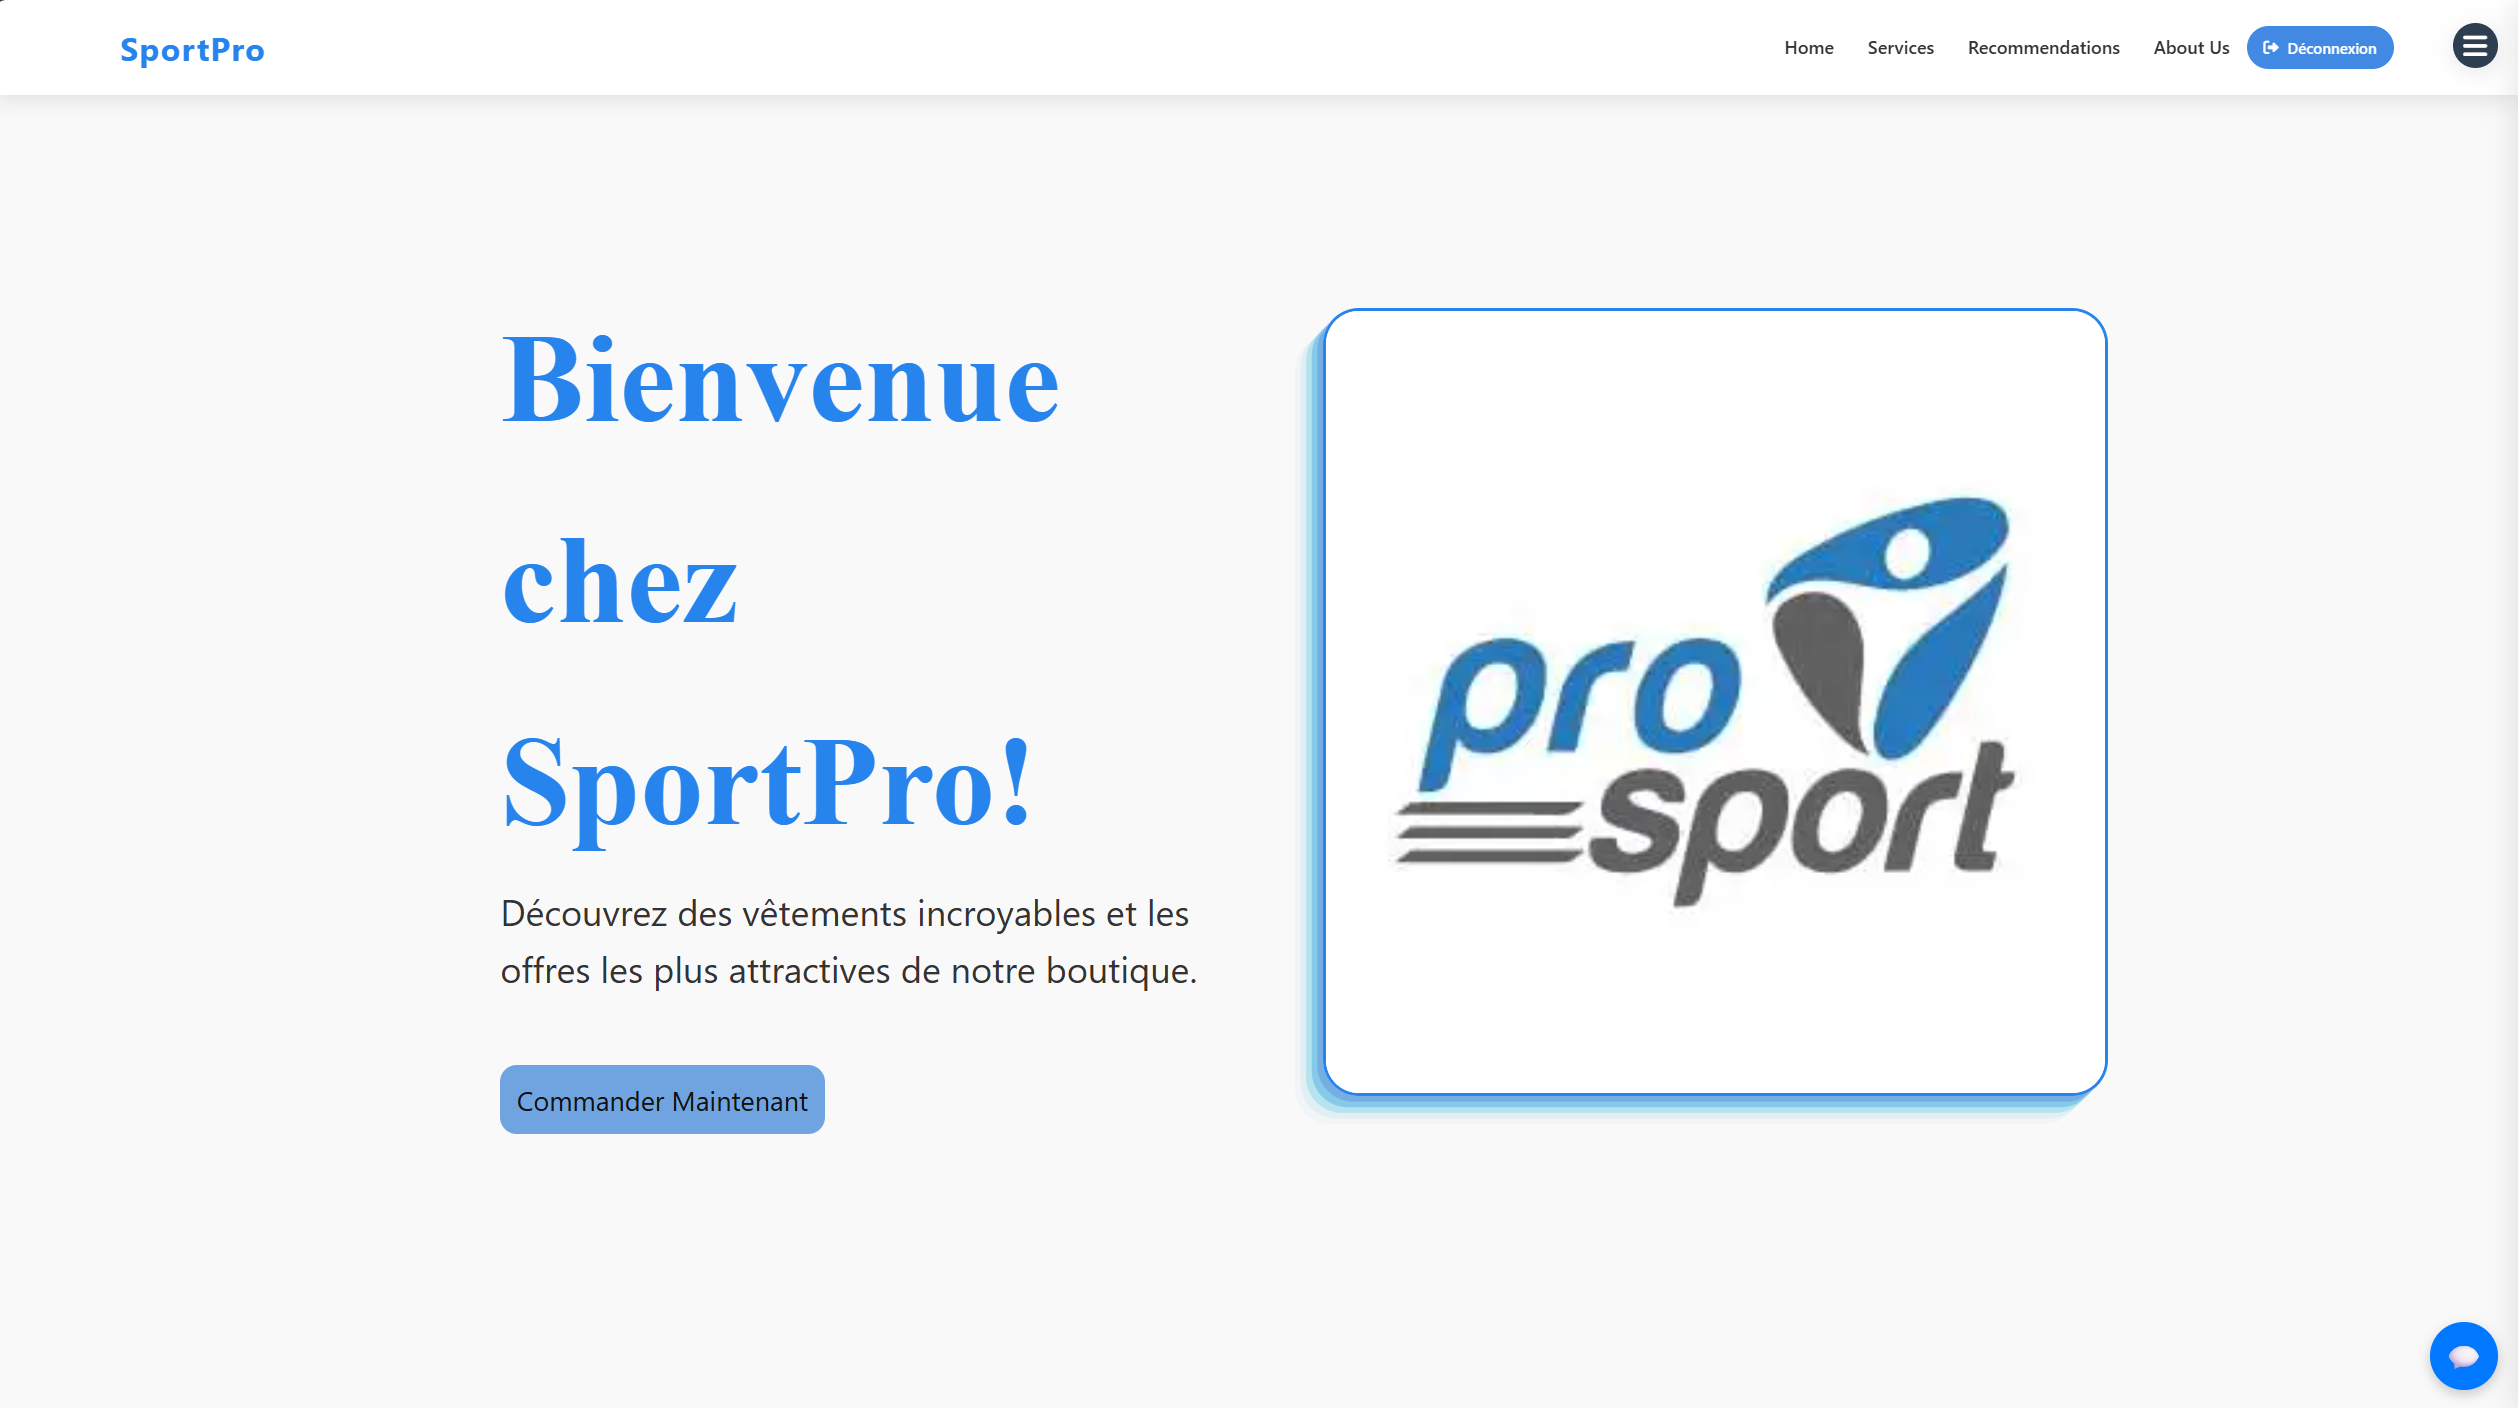 SportPro
Home Services Recommendations About Us Déconnexion
Bienvenue
chez
SportPro!
Découvrez des vêtements incroyables et les
offres les plus attractives de notre boutique.
Commander Maintenant
pro
sport